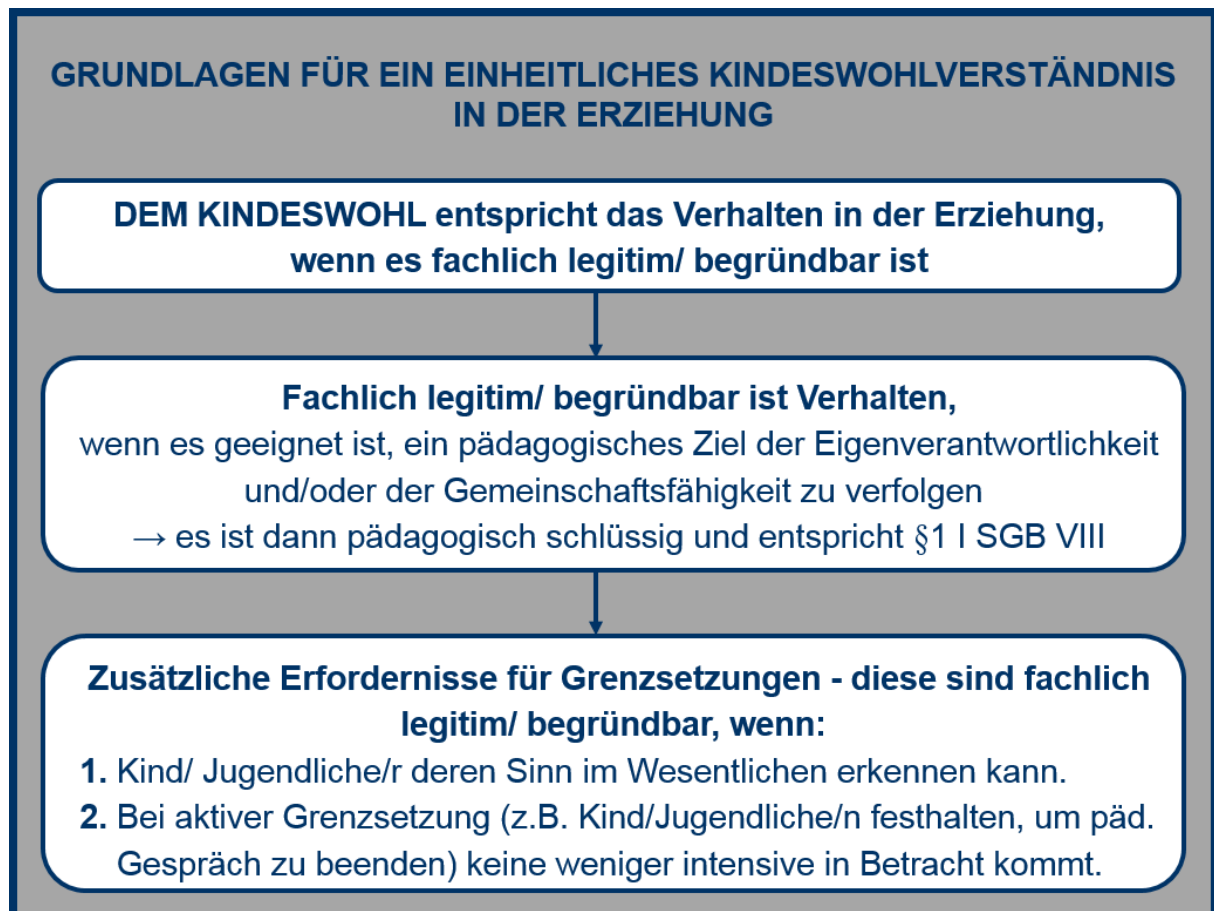 GRUNDLAGEN FÜR EIN EINHEITLICHES KINDESWOHLVERSTÄNDNIS
IN DER ERZIEHUNG
DEM KINDESWOHL entspricht das Verhalten in der Erziehung,
wenn es fachlich legitim/ begründbar ist
Fachlich legitim/ begründbar ist Verhalten,
wenn es geeignet ist, ein pädagogisches Ziel der Eigenverantwortlichkeit
und/oder der Gemeinschaftsfähigkeit zu verfolgen
→ es ist dann pädagogisch schlüssig und entspricht §1 I SGB VIII
Zusätzliche Erfordernisse für Grenzsetzungen - diese sind fachlich
legitim/ begründbar, wenn:
1. Kind/ Jugendliche/r deren Sinn im Wesentlichen erkennen kann.
2. Bei aktiver Grenzsetzung (z.B. Kind/Jugendliche/n festhalten, um päd.
Gespräch zu beenden) keine weniger intensive in Betracht kommt.